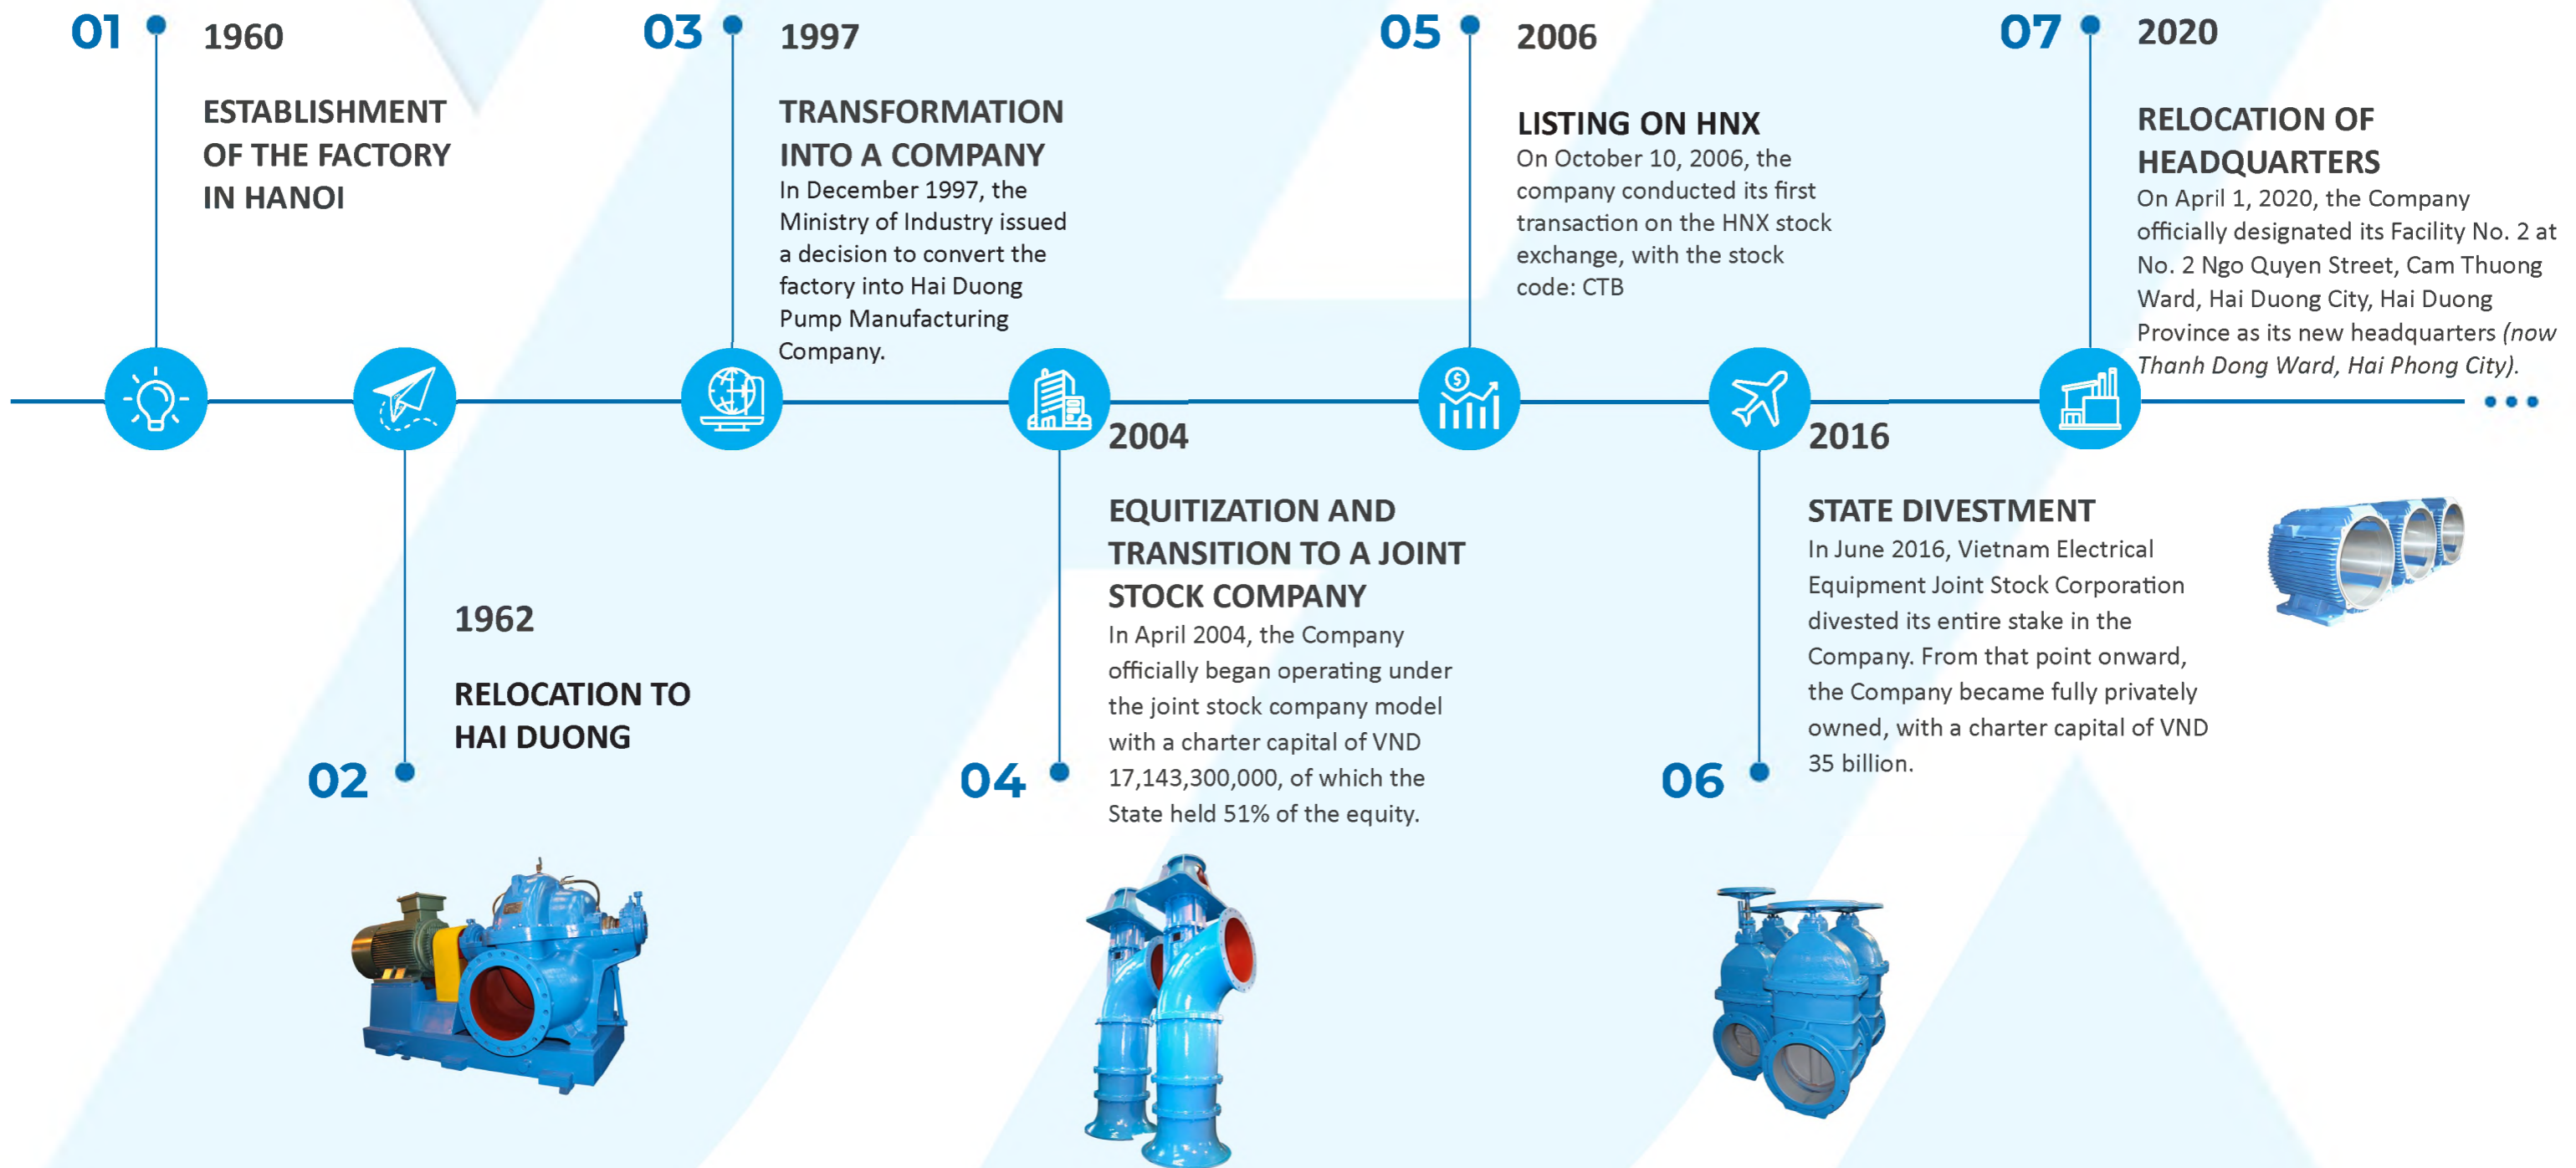 01
1960
ESTABLISHMENT
OF THE FACTORY
IN HANOI
02
1962
RELOCATION TO
HAI DUONG
03
1997
TRANSFORMATION
INTO A COMPANY
In December 1997, the
Ministry of Industry issued
a decision to convert the
factory into Hai Duong
Pump Manufacturing
Company.
04
2004
EQUITIZATION AND
TRANSITION TO A JOINT
STOCK COMPANY
In April 2004, the Company
officially began operating under
the joint stock company model
with a charter capital of VND
17,143,300,000, of which the
State held 51% of the equity.
05
2006
LISTING ON HNX
On October 10, 2006, the
company conducted its first
transaction on the HNX stock
exchange, with the stock
code: CTB
06
2016
STATE DIVESTMENT
In June 2016, Vietnam Electrical
Equipment Joint Stock Corporation
divested its entire stake in the
Company. From that point onward,
the Company became fully privately
owned, with a charter capital of VND
35 billion.
07
2020
RELOCATION OF
HEADQUARTERS
On April 1, 2020, the Company
officially designated its Facility No. 2 at
No. 2 Ngo Quyen Street, Cam Thuong
Ward, Hai Duong City, Hai Duong
Province as its new headquarters (now
Thanh Dong Ward, Hai Phong City).